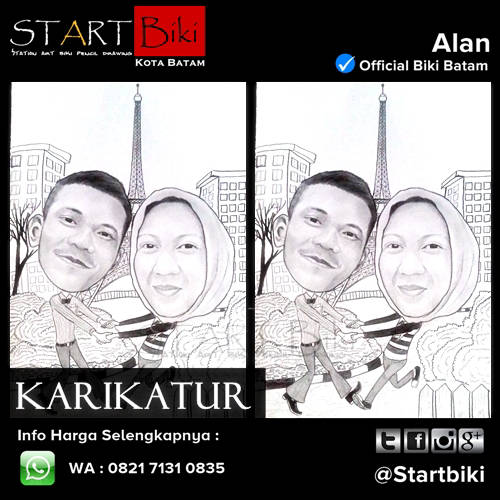 START Biki
STATION ART BIKI PENCIL DRAWING
KOTA BATAM
Alan
Official Biki Batam
KARIKATUR
Info Harga Selengkapnya :
WA : 0821 7131 0835
@Startbiki